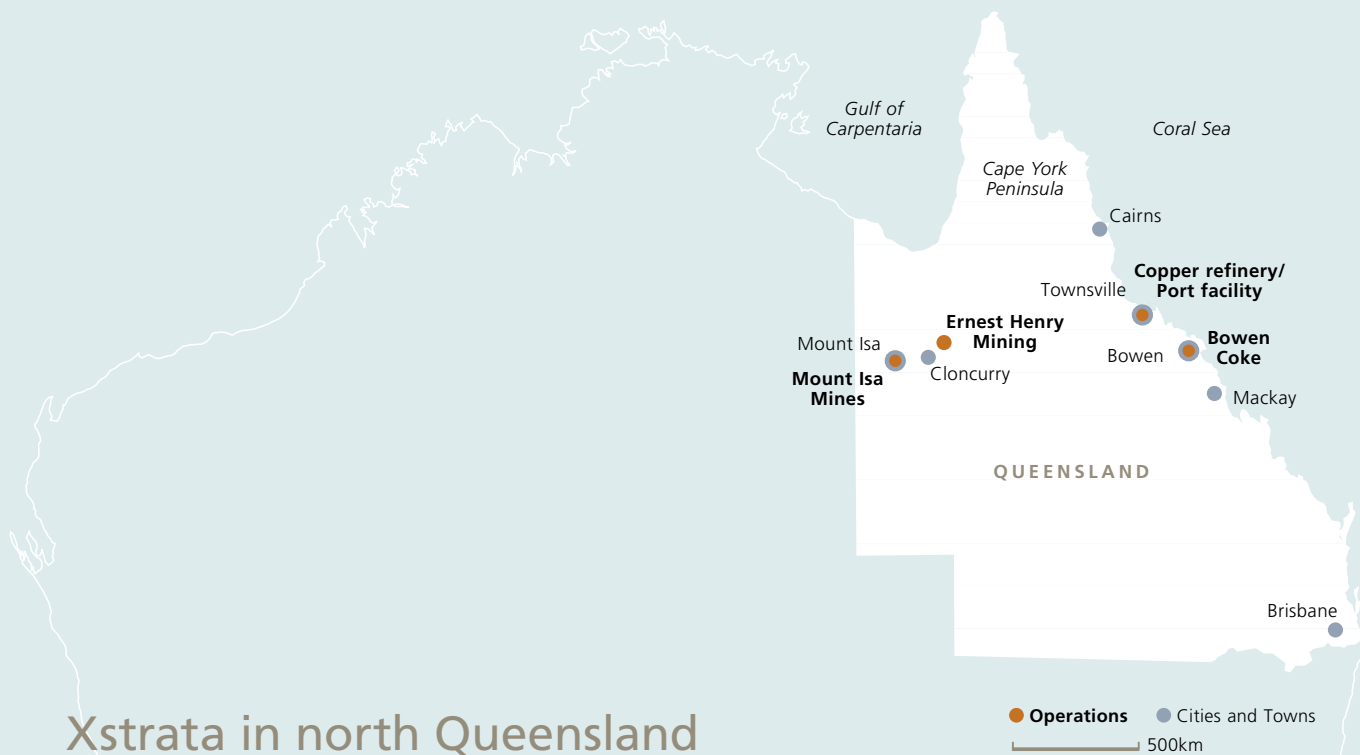 Gulf of
Carpentaria
Coral Sea
Cape York
Peninsula
Cairns
Copper refinery/
Port facility
Townsville
Ernest Henry
Mining
Bowen
Coke
Mount Isa
Bowen
Cloncurry
Mount Isa
Mines
Mackay
QUEENSLAND
Brisbane
Operations
Cities and Towns
Xstrata in north Queensland
500km